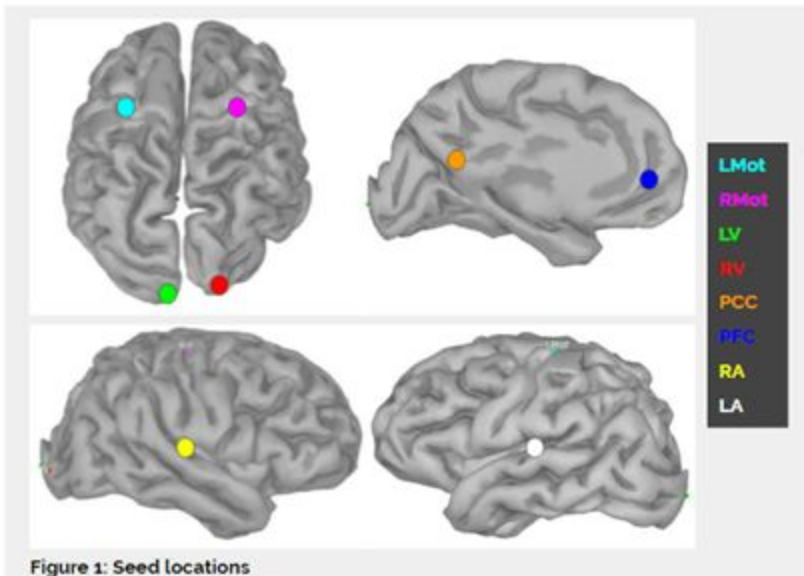 LMot
RMot
LV
RV
PCC
PFC
RA
LA
Figure 1: Seed locations